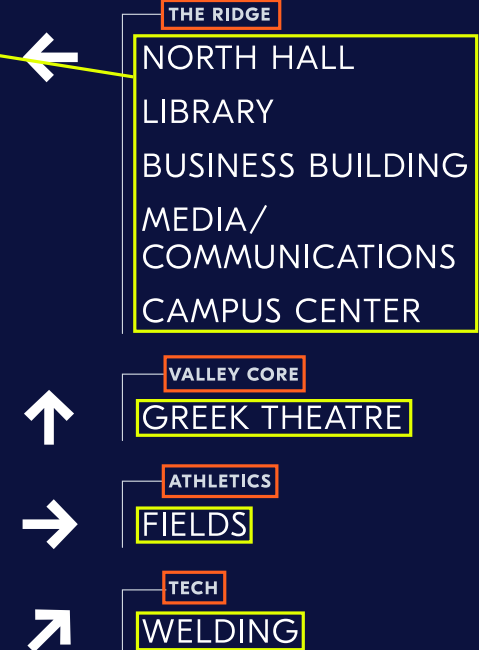 THE RIDGE
NORTH HALL
LIBRARY
BUSINESS BUILDING
MEDIA/
COMMUNICATIONS
CAMPUS CENTER
VALLEY CORE
GREEK THEATRE
ATHLETICS
FIELDS
TECH
WELDING